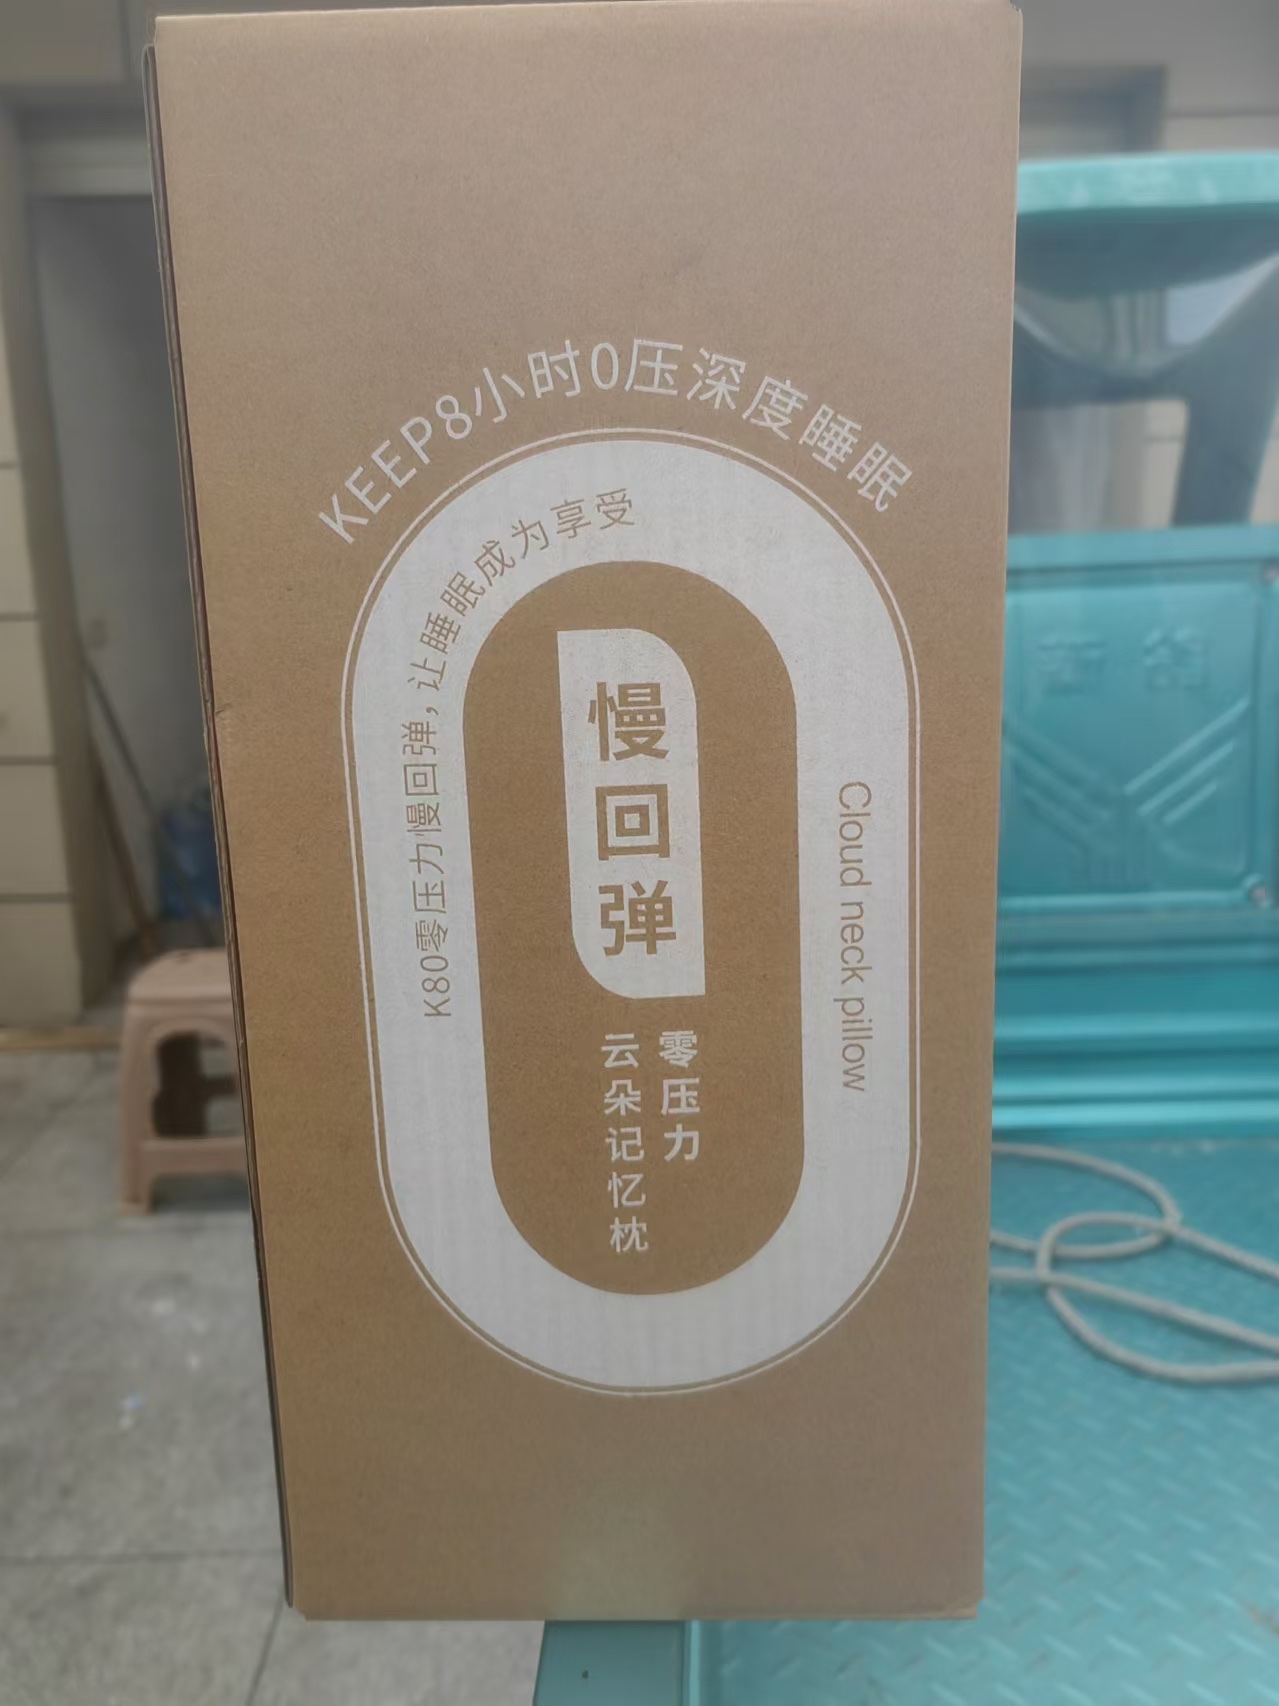 KEEP8小时0压深度睡眠
K80零压力慢回弹，让睡眠成为享受
慢回弹
零压力
云朵记忆枕
Cloud neck pillow